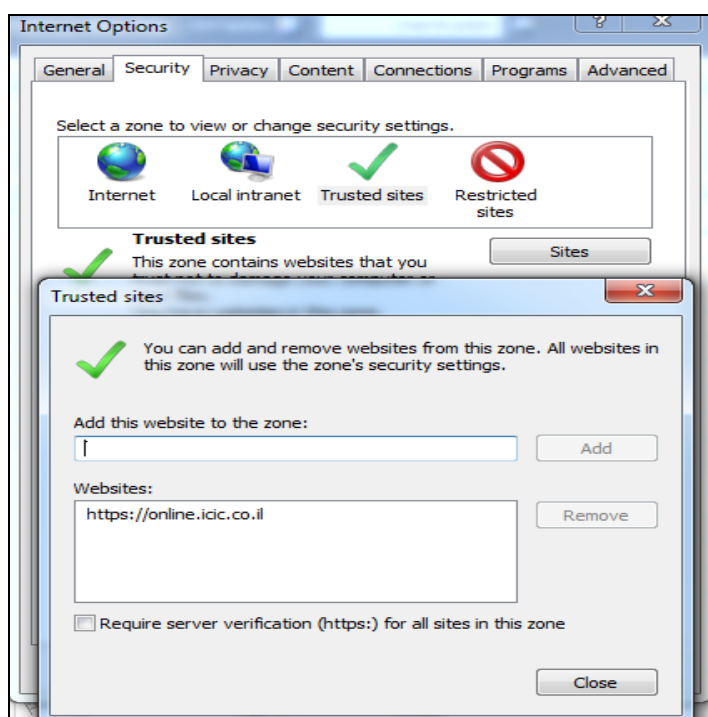 Internet Options
General Security Privacy Content Connections Programs Advanced
Select a zone to view or change security settings.
Internet Local intranet Trusted sites Restricted sites
Trusted sites
This zone contains websites that you
Sites
Trusted sites
You can add and remove websites from this zone. All websites in
this zone will use the zone's security settings.
Add this website to the zone:
Add
Websites:
https://online.icic.co.il
Remove
Require server verification (https:) for all sites in this zone
Close